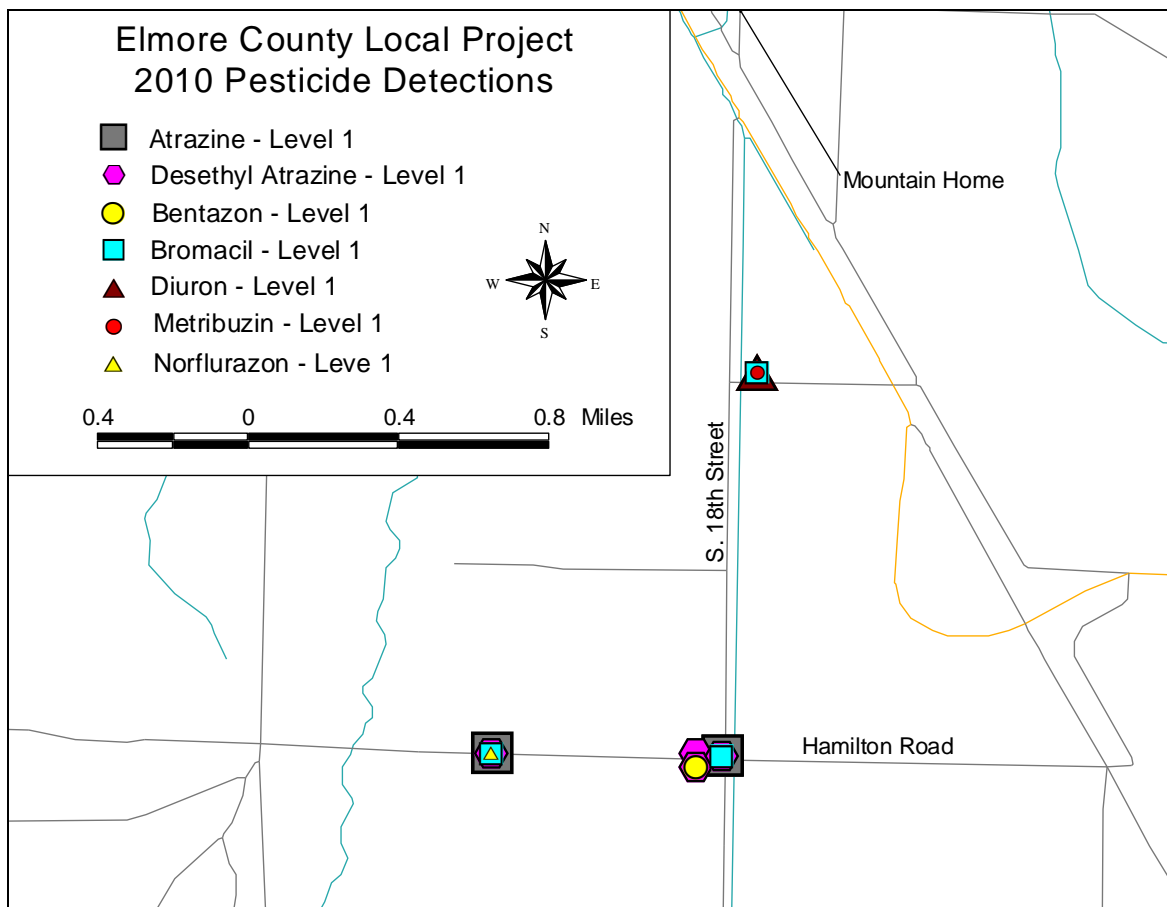 Elmore County Local Project
2010 Pesticide Detections
Atrazine - Level 1
Desethyl Atrazine - Level 1
Bentazon - Level 1
Bromacil - Level 1
Diuron - Level 1
Metribuzin - Level 1
Norflurazon - Leve 1
N
W
E
S
0.4
0
0.4
0.8
Miles
Mountain Home
S. 18th Street
Hamilton Road